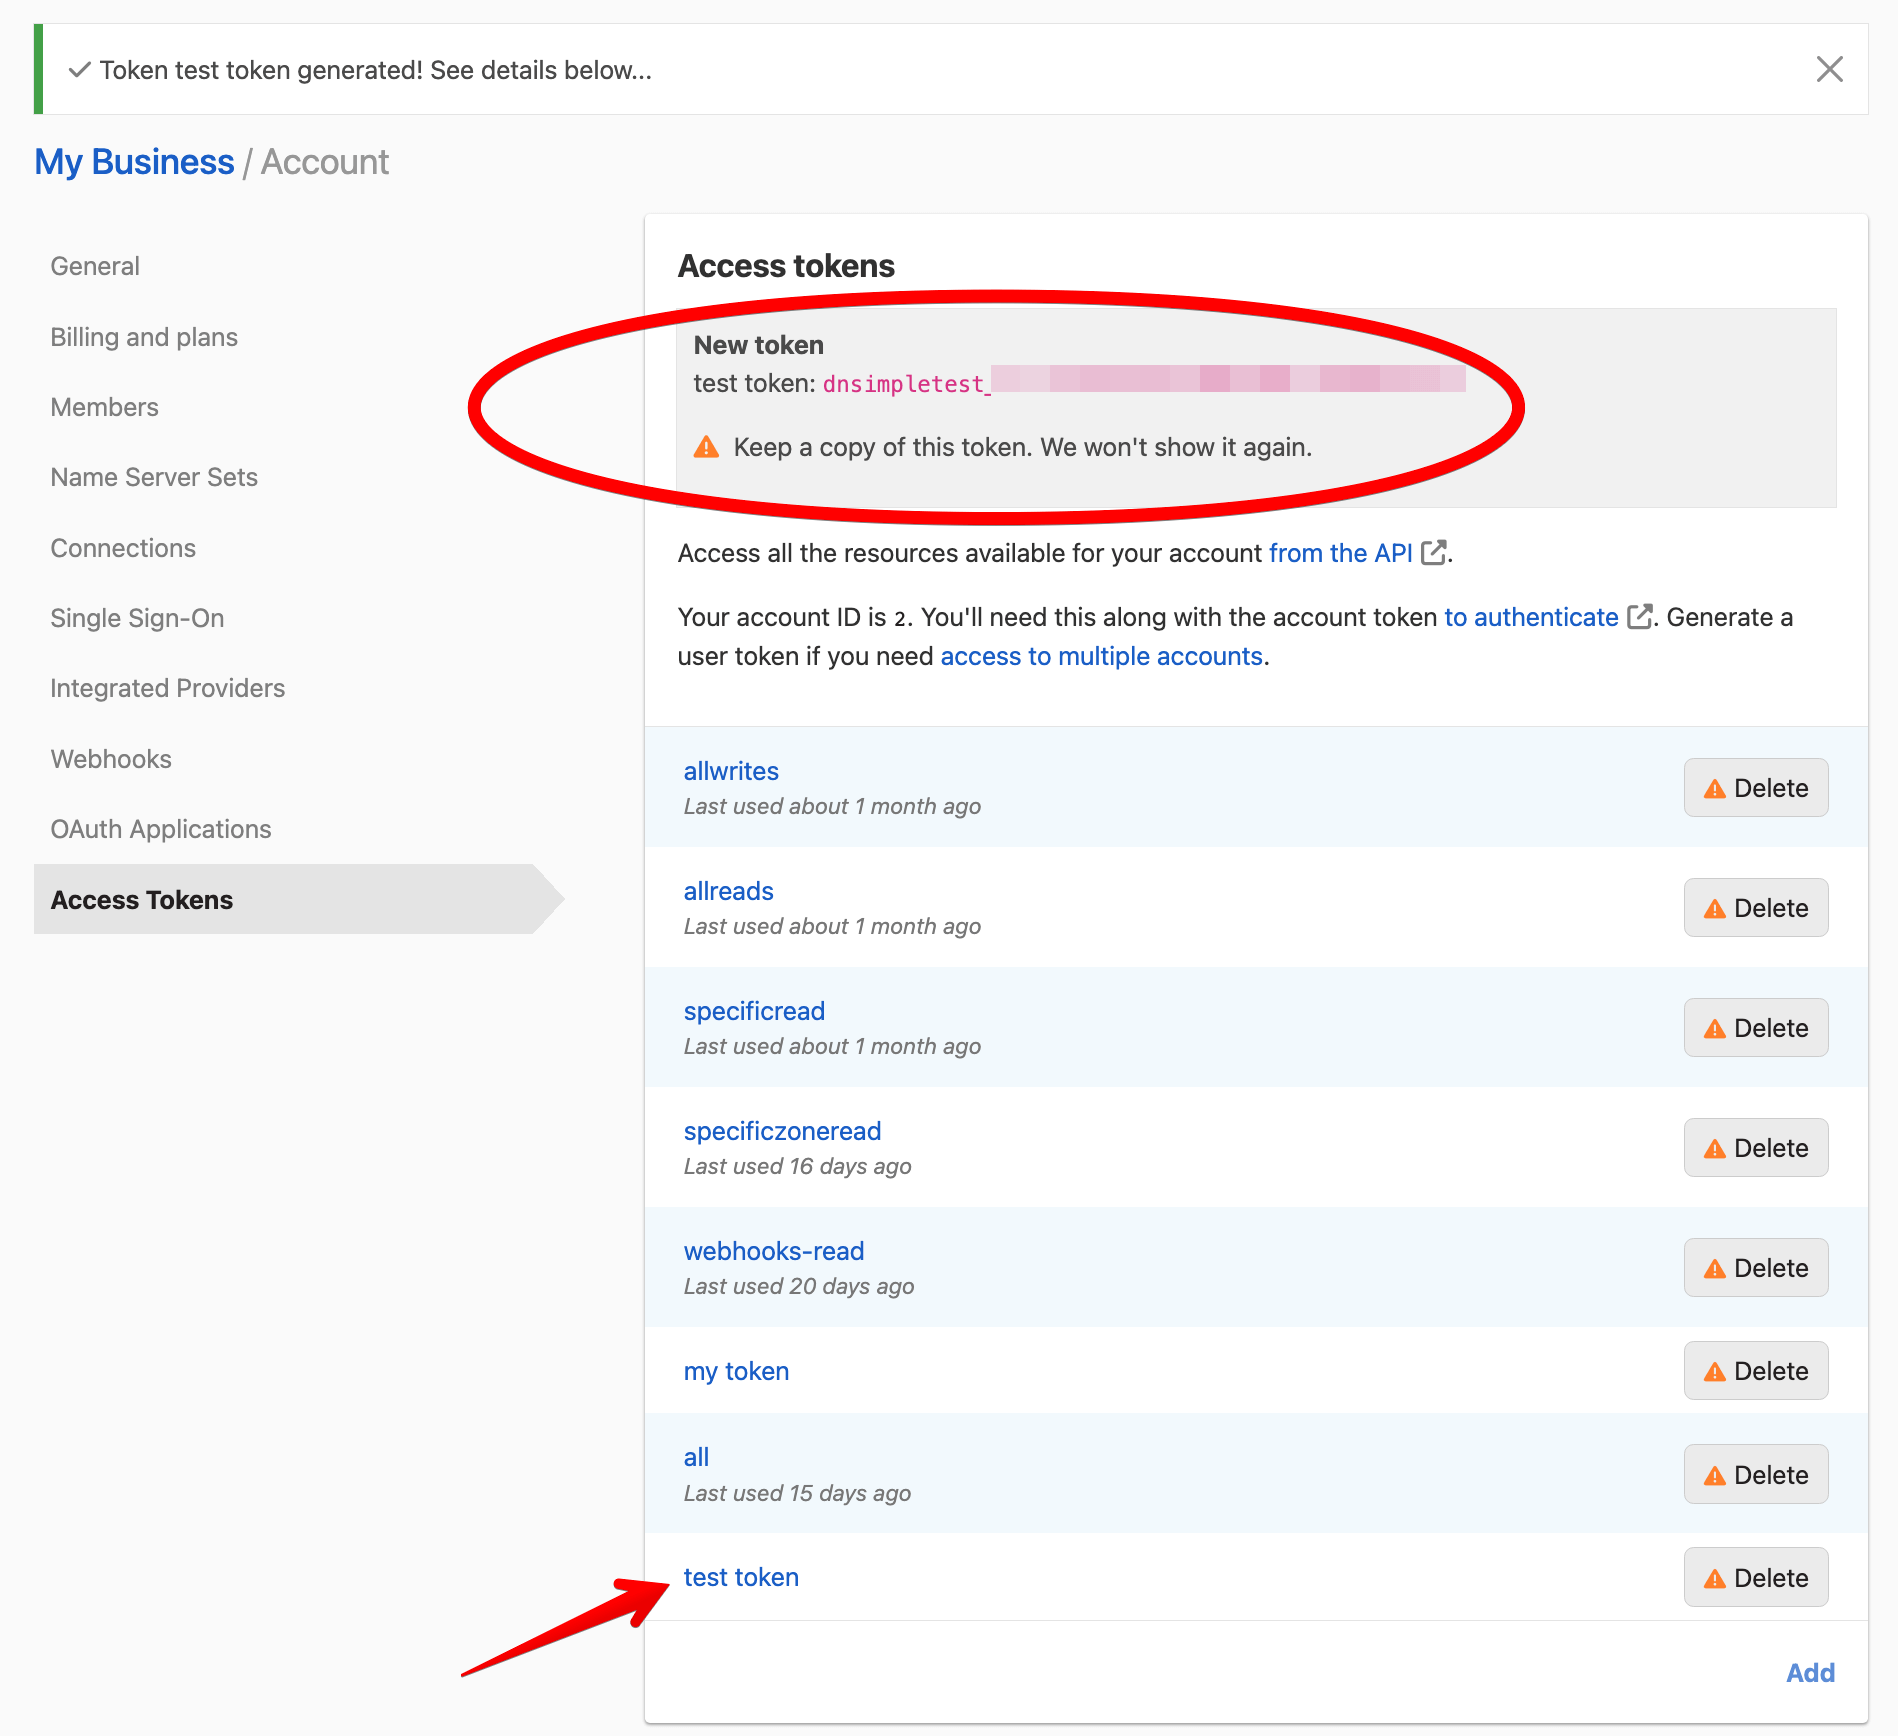 Token test token generated! See details below...
My Business / Account
General
Billing and plans
Members
Name Server Sets
Connections
Single Sign-On
Integrated Providers
Webhooks
OAuth Applications
Access Tokens
Access tokens
New token
test token: dnsimpletest_
Keep a copy of this token. We won't show it again.
Access all the resources available for your account from the API.
Your account ID is 2. You'll need this along with the account token to authenticate. Generate a
user token if you need access to multiple accounts.
allwrites
Last used about 1 month ago
Delete
allreads
Last used about 1 month ago
Delete
specificread
Last used about 1 month ago
Delete
specificzoneread
Last used 16 days ago
Delete
webhooks-read
Last used 20 days ago
Delete
my token
Delete
all
Last used 15 days ago
Delete
test token
Delete
Add